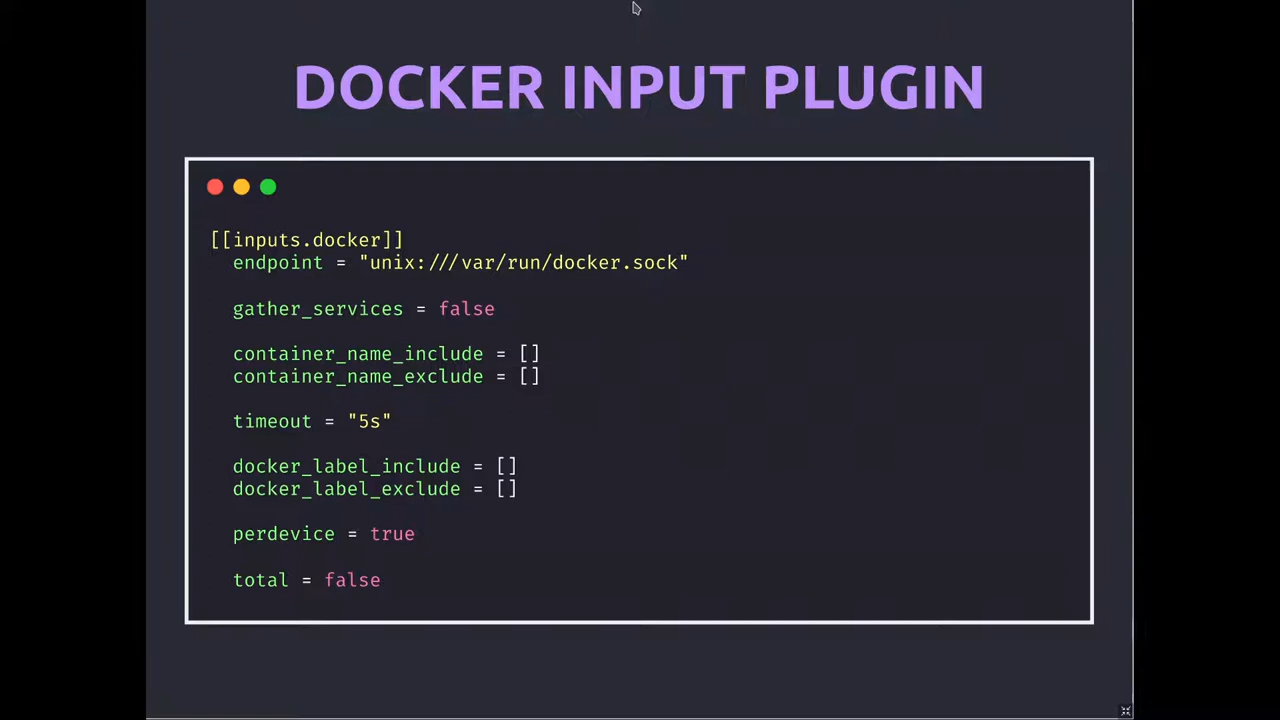 DOCKER INPUT PLUGIN
[[inputs.docker]]
endpoint = "unix:///var/run/docker.sock"
gather_services = false
container_name_include = []
container_name_exclude = []
timeout = "5s"
docker_label_include = []
docker_label_exclude = []
perdevice = true
total = false